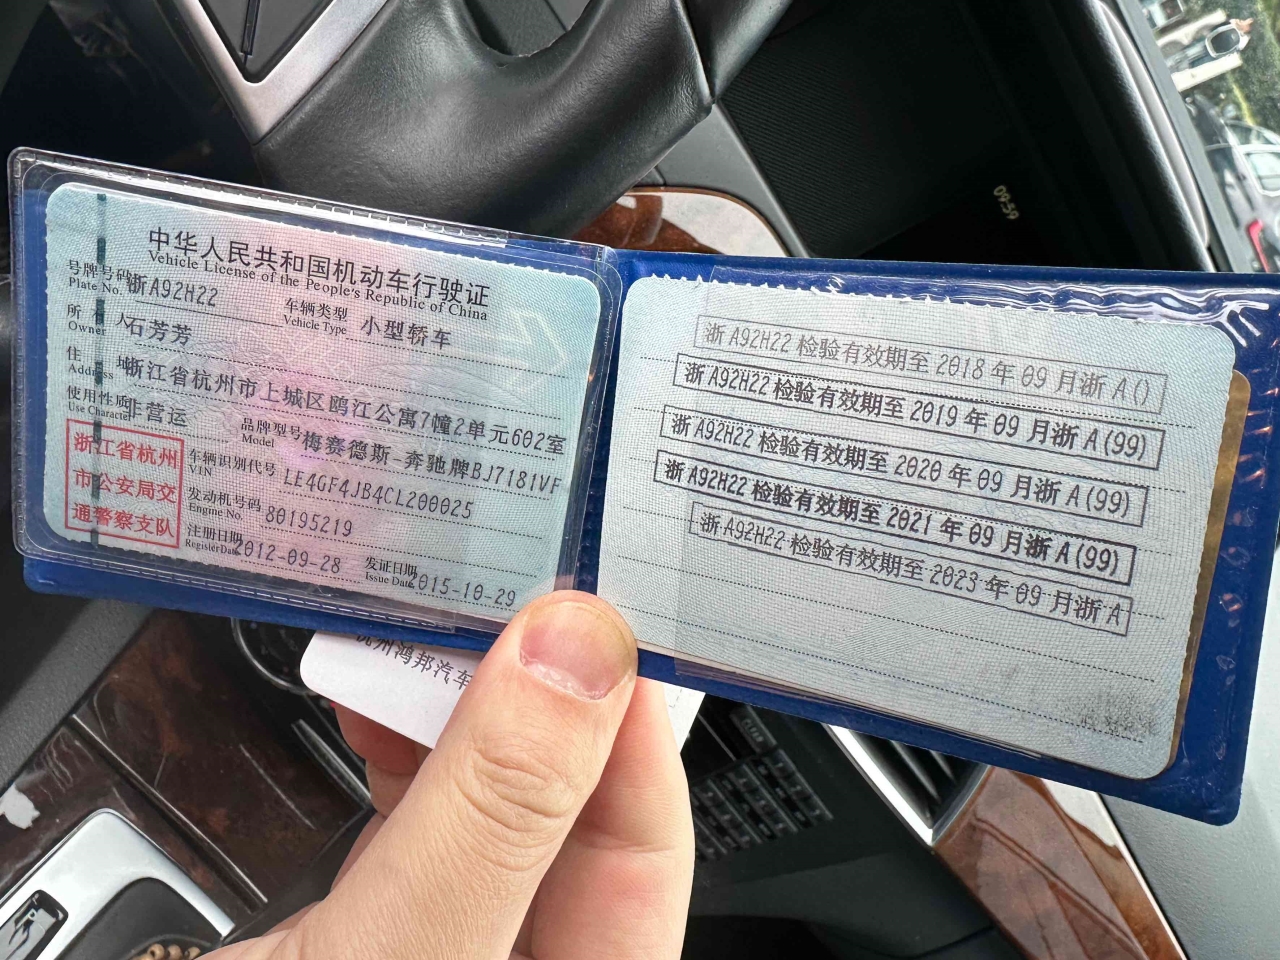 中华人民共和国机动车行驶证
Vehicle License of the People's Republic of China
号牌号码 浙A92H22 车辆类型 小型轿车
Plate No. Vehicle Type
所有人 石芳芳
Owner
住址 浙江省杭州市上城区鸥江公寓7幢2单元602室
Address
使用性质 非营运 品牌型号 梅赛德斯-奔驰牌BJ7181VF
Use Character Model
浙江省杭州
市公安局交
通警察支队
车辆识别代号 LE4GF4JB4CL200025
VIN
发动机号码 80195219
Engine No.
注册日期 2012-09-28 发证日期 2015-10-29
Register Date Issue Date
浙A92H22 检验有效期至 2018 年 09 月浙 A()
浙A92H22 检验有效期至 2019 年 09 月浙 A(99)
浙A92H22 检验有效期至 2020 年 09 月浙 A(99)
浙A92H22 检验有效期至 2021 年 09 月浙 A(99)
浙A92H22 检验有效期至 2023 年 09 月浙 A
杭州鸿邦汽车
09:59